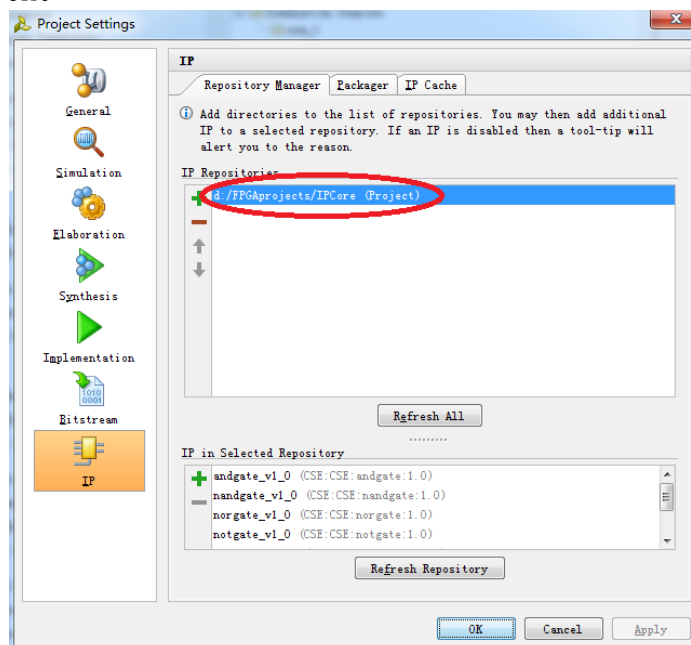 Project Settings
IP
Repository Manager Packager IP Cache
Add directories to the list of repositories. You may then add additional
IP to a selected repository. If an IP is disabled then a tool-tip will
alert you to the reason.
IP Repositories
d:/FPGAprojects/IPCore (Project)
Refresh All
IP in Selected Repository
andgate_v1_0 (CSE:CSE:andgate:1.0)
nandgate_v1_0 (CSE:CSE:nandgate:1.0)
norgate_v1_0 (CSE:CSE:norgate:1.0)
notgate_v1_0 (CSE:CSE:notgate:1.0)
Refresh Repository
General
Simulation
Elaboration
Synthesis
Implementation
1010
0001
Bitstream
IP
OK Cancel Apply